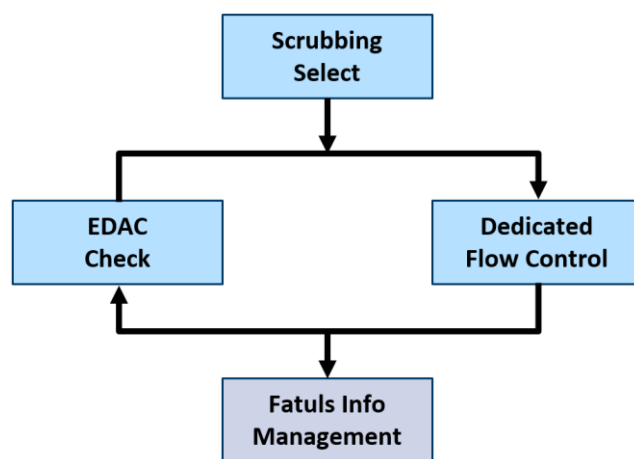 Scrubbing
Select
EDAC
Check
Dedicated
Flow Control
Fatuls Info
Management